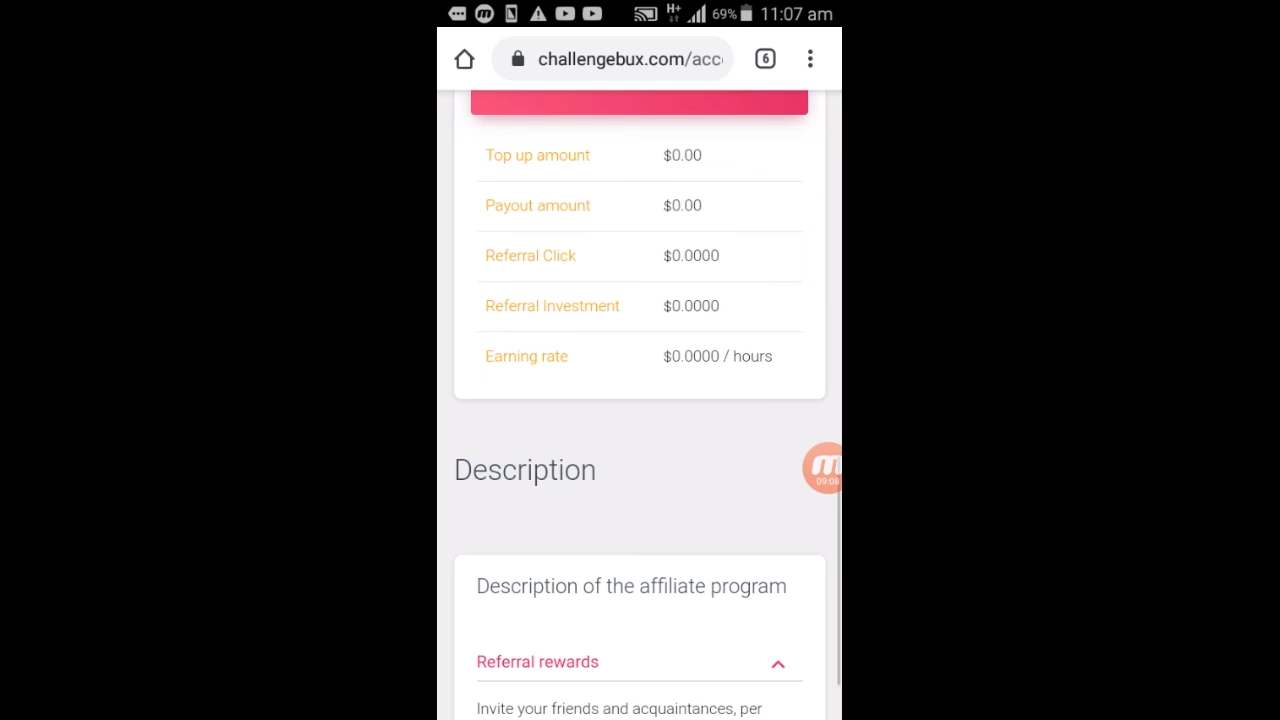 69% 11:07 am
challengebux.com/acc
6
Top up amount $0.00
Payout amount $0.00
Referral Click $0.0000
Referral Investment $0.0000
Earning rate $0.0000 / hours
Description
09:08
Description of the affiliate program
Referral rewards
Invite your friends and acquaintances, per